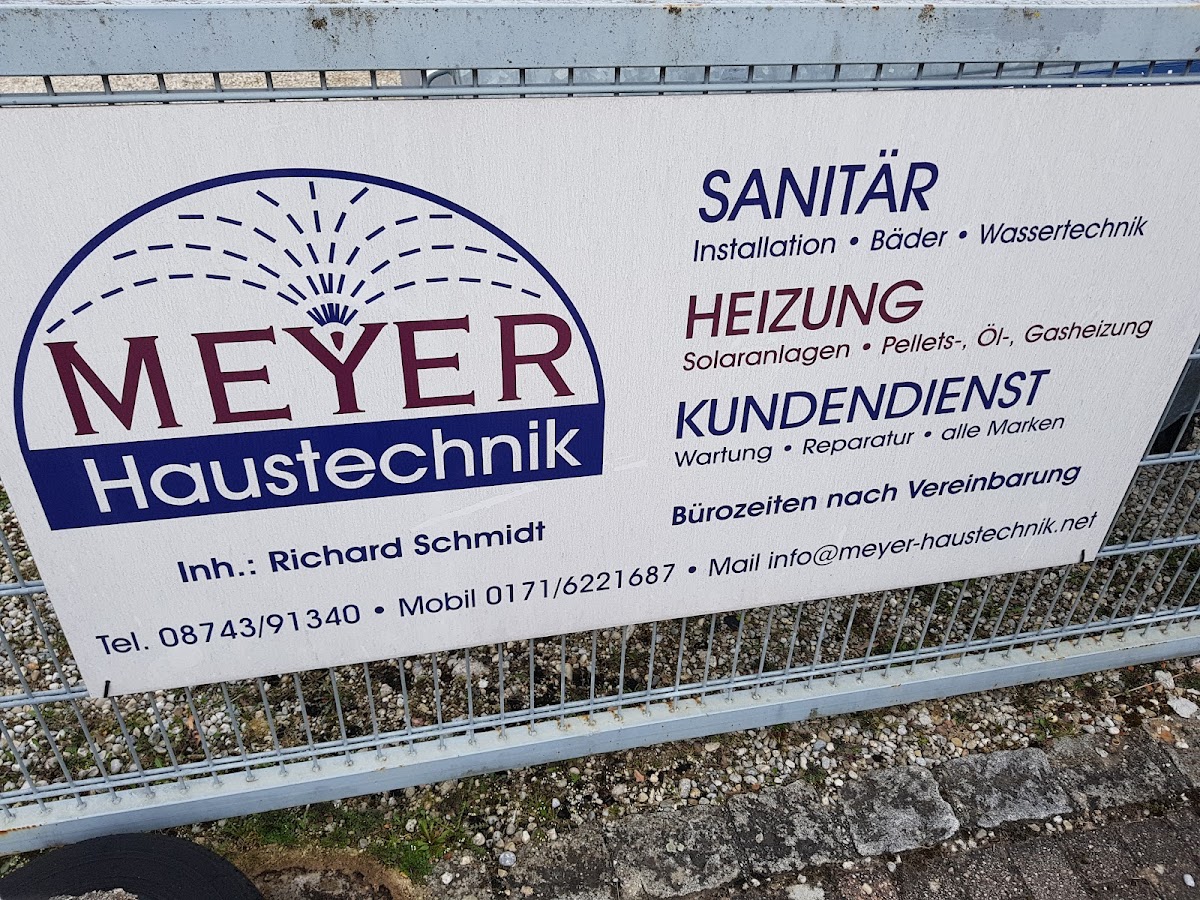 MEYER
Haustechnik
Inh.: Richard Schmidt
SANITÄR
Installation • Bäder • Wassertechnik
HEIZUNG
Solaranlagen • Pellets-, Öl-, Gasheizung
KUNDENDIENST
Wartung • Reparatur • alle Marken
Bürozeiten nach Vereinbarung
Tel. 08743/91340 • Mobil 0171/6221687 • Mail info@meyer-haustechnik.net